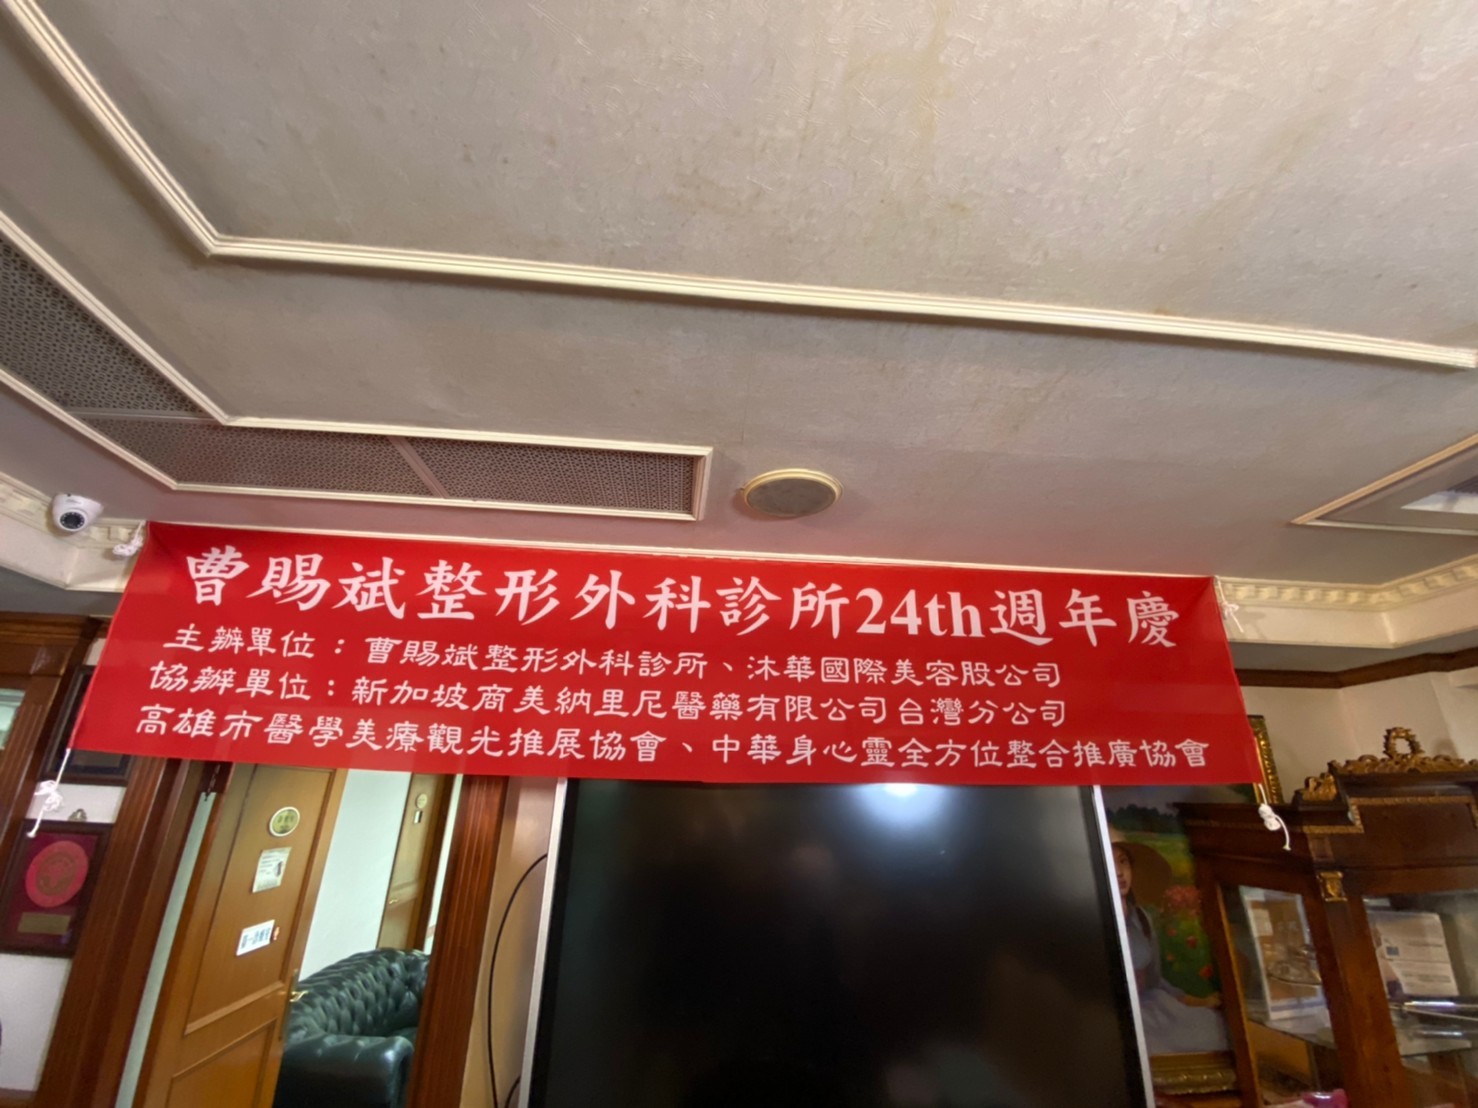 曹賜斌整形外科診所24th週年慶
主辦單位：曹賜斌整形外科診所、沐華國際美容股公司
協辦單位：新加坡商美納里尼醫藥有限公司台灣分公司
高雄市醫學美療觀光推展協會、中華身心靈全方位整合推廣協會